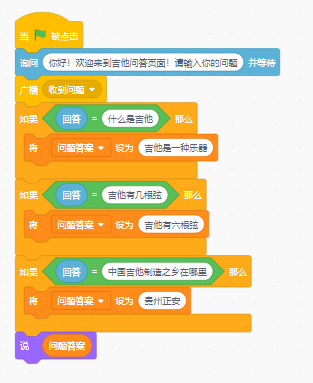 当 被点击
询问 你好！欢迎来到吉他问答页面！请输入你的问题 并等待
广播 收到问题
如果 回答 = 什么是吉他 那么
将 问题答案 设为 吉他是一种乐器
如果 回答 = 吉他有几根弦 那么
将 问题答案 设为 吉他有六根弦
如果 回答 = 中国吉他制造之乡在哪里 那么
将 问题答案 设为 贵州正安
说 问题答案